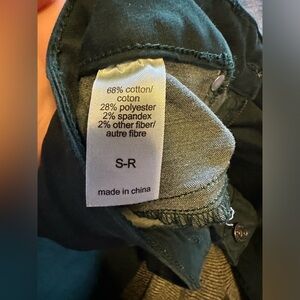 68% cotton/
coton
28% polyester
2% spandex
2% other fiber/
autre fibre
S-R
made in china